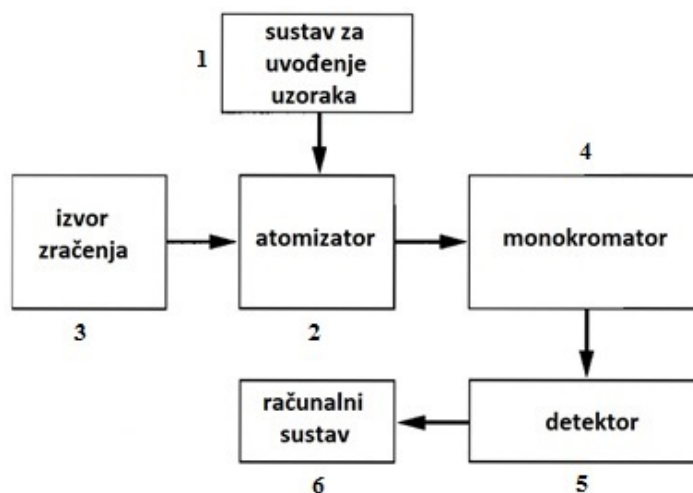 1
sustav za
uvođenje
uzoraka
4
izvor
zračenja
atomizator
monokromator
3
2
računalni
sustav
detektor
6
5